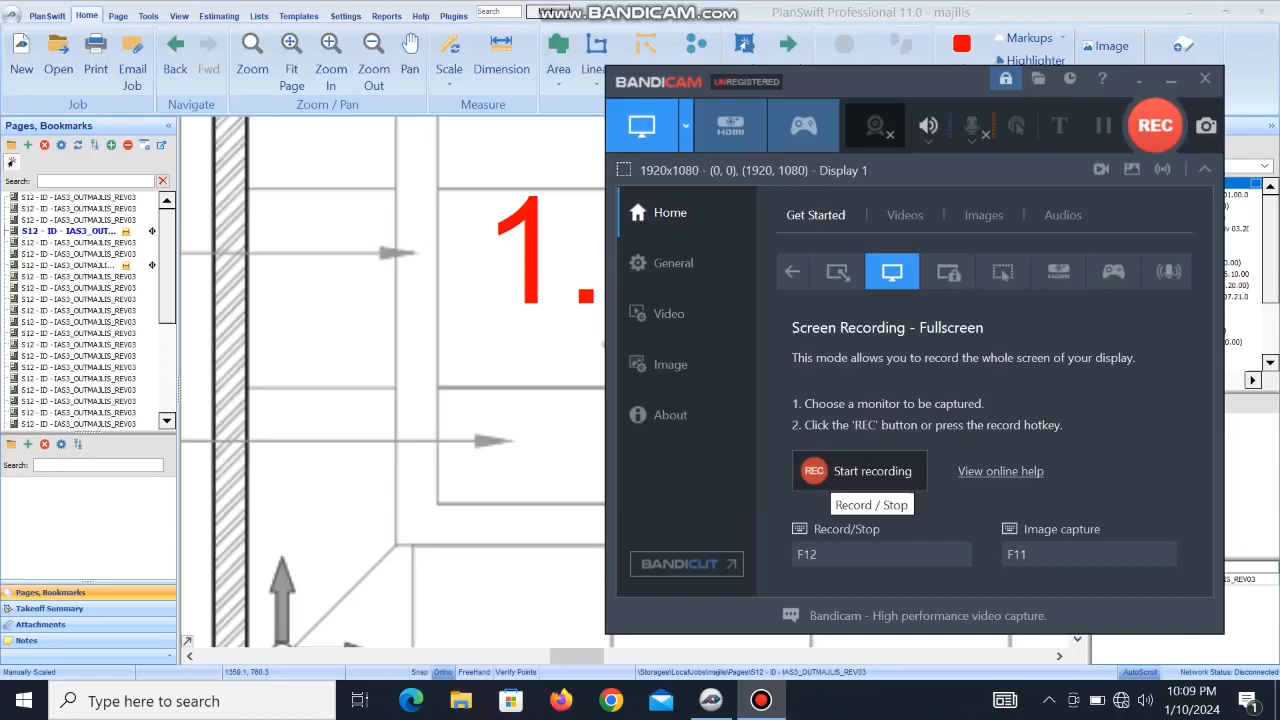 PlanSwift Home Page Tools View Estimating Lists Templates Settings Reports Help Plugins Search
www.BANDICAM.com
PlanSwift Professional 11.0 - majilis
New Open Print Email Job
Back Fwd
Zoom Fit Page Zoom In Zoom Out Pan
Scale Dimension
Area
Markups
Highlighter
Image
Job Navigate Zoom / Pan Measure
Pages, Bookmarks
Search:
S12 - ID - IAS3_OUTMAJLIS_REV03
S12 - ID - IAS3_OUTMAJLIS_REV03
S12 - ID - IAS3_OUTMAJLIS_REV03
S12 - ID - IAS3_OUT...
S12 - ID - IAS3_OUTMAJLIS_REV03
S12 - ID - IAS3_OUTMAJLIS_REV03
S12 - ID - IAS3_OUTMAJLI...
S12 - ID - IAS3_OUTMAJLIS_REV03
S12 - ID - IAS3_OUTMAJLIS_REV03
S12 - ID - IAS3_OUTMAJLIS_REV03
S12 - ID - IAS3_OUTMAJLIS_REV03
S12 - ID - IAS3_OUTMAJLIS_REV03
S12 - ID - IAS3_OUTMAJLIS_REV03
S12 - ID - IAS3_OUTMAJLIS_REV03
S12 - ID - IAS3_OUTMAJLIS_REV03
S12 - ID - IAS3_OUTMAJLIS_REV03
S12 - ID - IAS3_OUTMAJLIS_REV03
S12 - ID - IAS3_OUTMAJLIS_REV03
S12 - ID - IAS3_OUTMAJLIS_REV03
S12 - ID - IAS3_OUTMAJLIS_REV03
S12 - ID - IAS3_OUTMAJLIS_REV03
Search:
Pages, Bookmarks
Takeoff Summary
Attachments
Notes
1.
BANDICAM UNREGISTERED
HDMI
REC
1920x1080 - (0, 0), (1920, 1080) - Display 1
Home
General
Video
Image
About
BANDICUT
Get Started Videos Images Audios
Screen Recording - Fullscreen
This mode allows you to record the whole screen of your display.
1. Choose a monitor to be captured.
2. Click the 'REC' button or press the record hotkey.
REC Start recording
View online help
Record / Stop
Record/Stop
Image capture
F12
F11
Bandicam - High performance video capture.
Manually Scaled 1350.1, 760.3 Snap Ortho FreeHand Verify Points \Storages\LocalJobs\majilis\Pages\S12 - ID - IAS3_OUTMAJLIS_REV03 AutoScroll Network Status: Disconnected
Type here to search
10:09 PM
1/10/2024
1